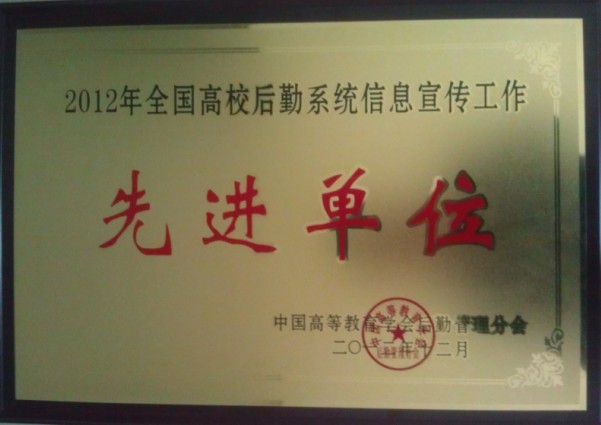 2012年全国高校后勤系统信息宣传工作
先进单位
中国高等教育学会后勤管理分会
二〇一二年十二月